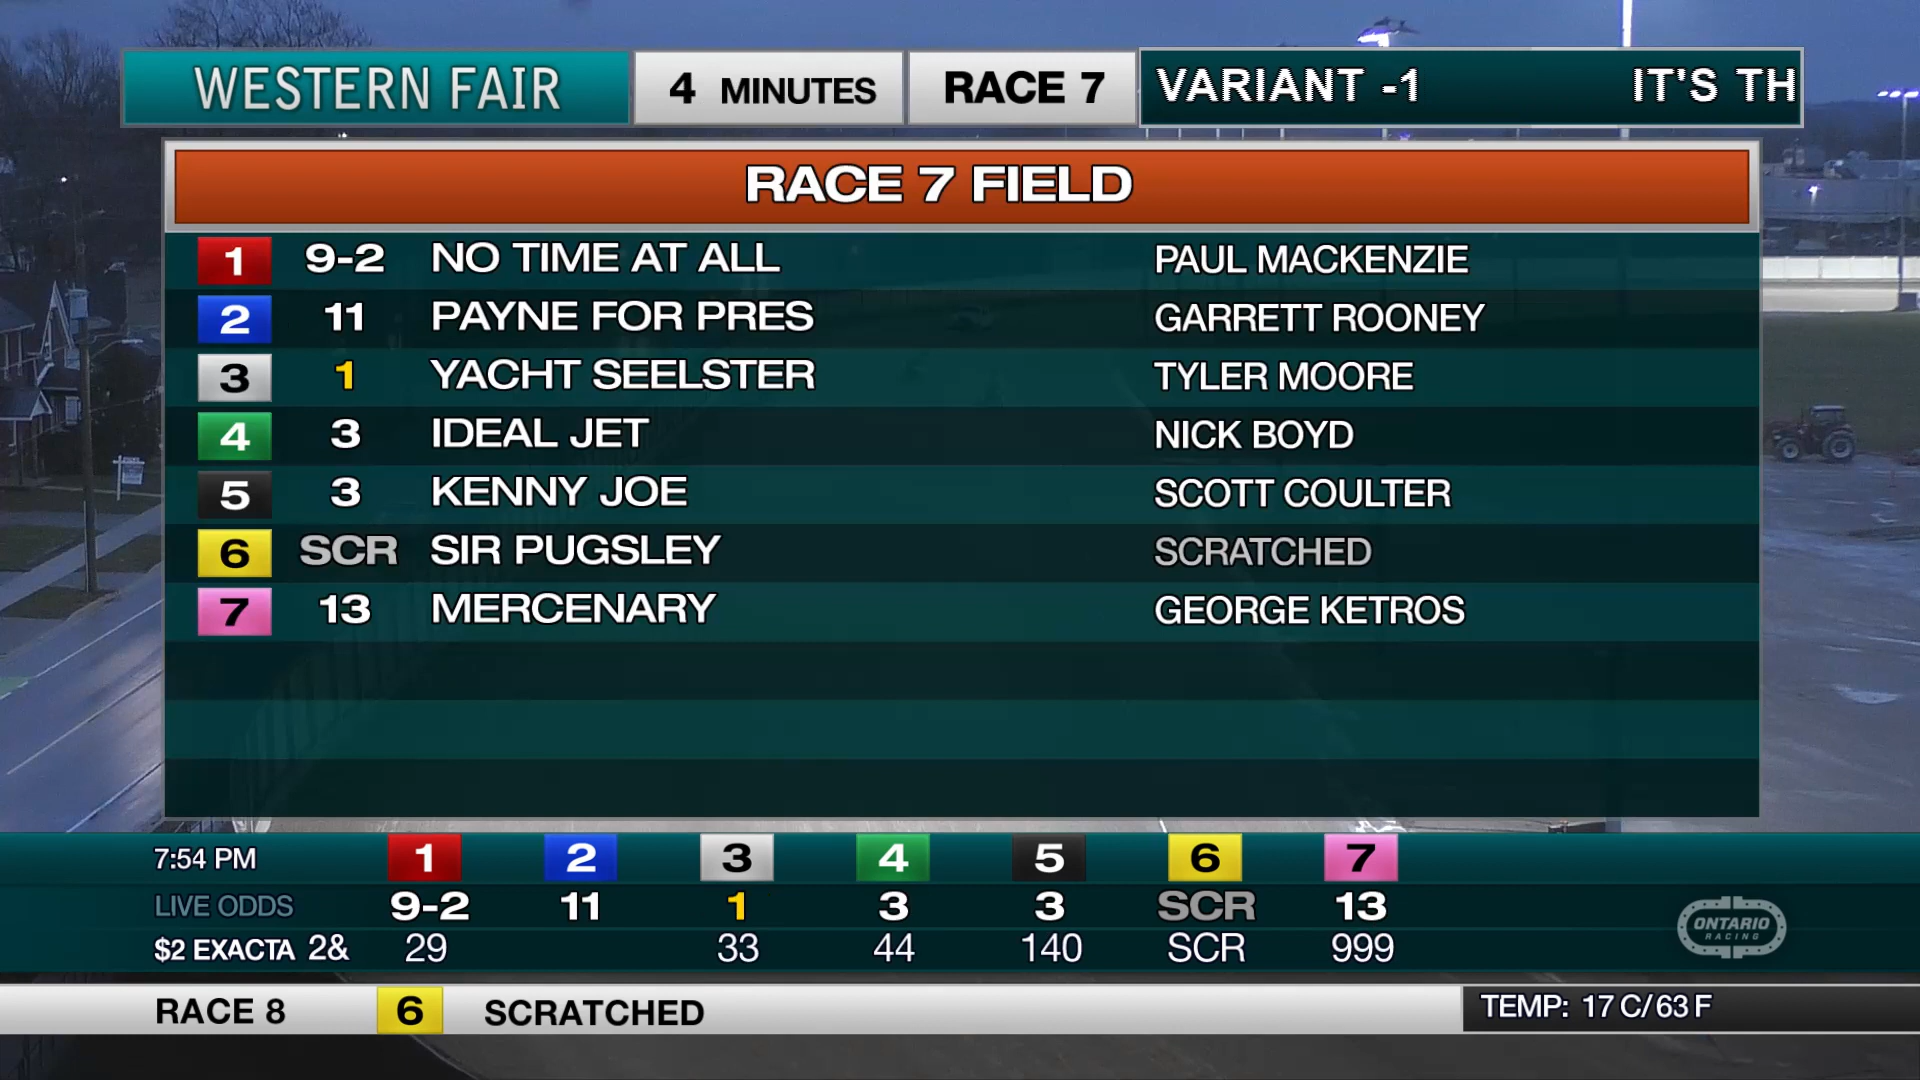 WESTERN FAIR 4 MINUTES RACE 7 VARIANT -1 IT'S TH
RACE 7 FIELD
1 9-2 NO TIME AT ALL PAUL MACKENZIE
2 11 PAYNE FOR PRES GARRETT ROONEY
3 1 YACHT SEELSTER TYLER MOORE
4 3 IDEAL JET NICK BOYD
5 3 KENNY JOE SCOTT COULTER
6 SCR SIR PUGSLEY SCRATCHED
7 13 MERCENARY GEORGE KETROS
7:54 PM 1 2 3 4 5 6 7
LIVE ODDS 9-2 11 1 3 3 SCR 13
$2 EXACTA 2& 29 33 44 140 SCR 999
ONTARIO
RACING
RACE 8 6 SCRATCHED TEMP: 17 C/63 F